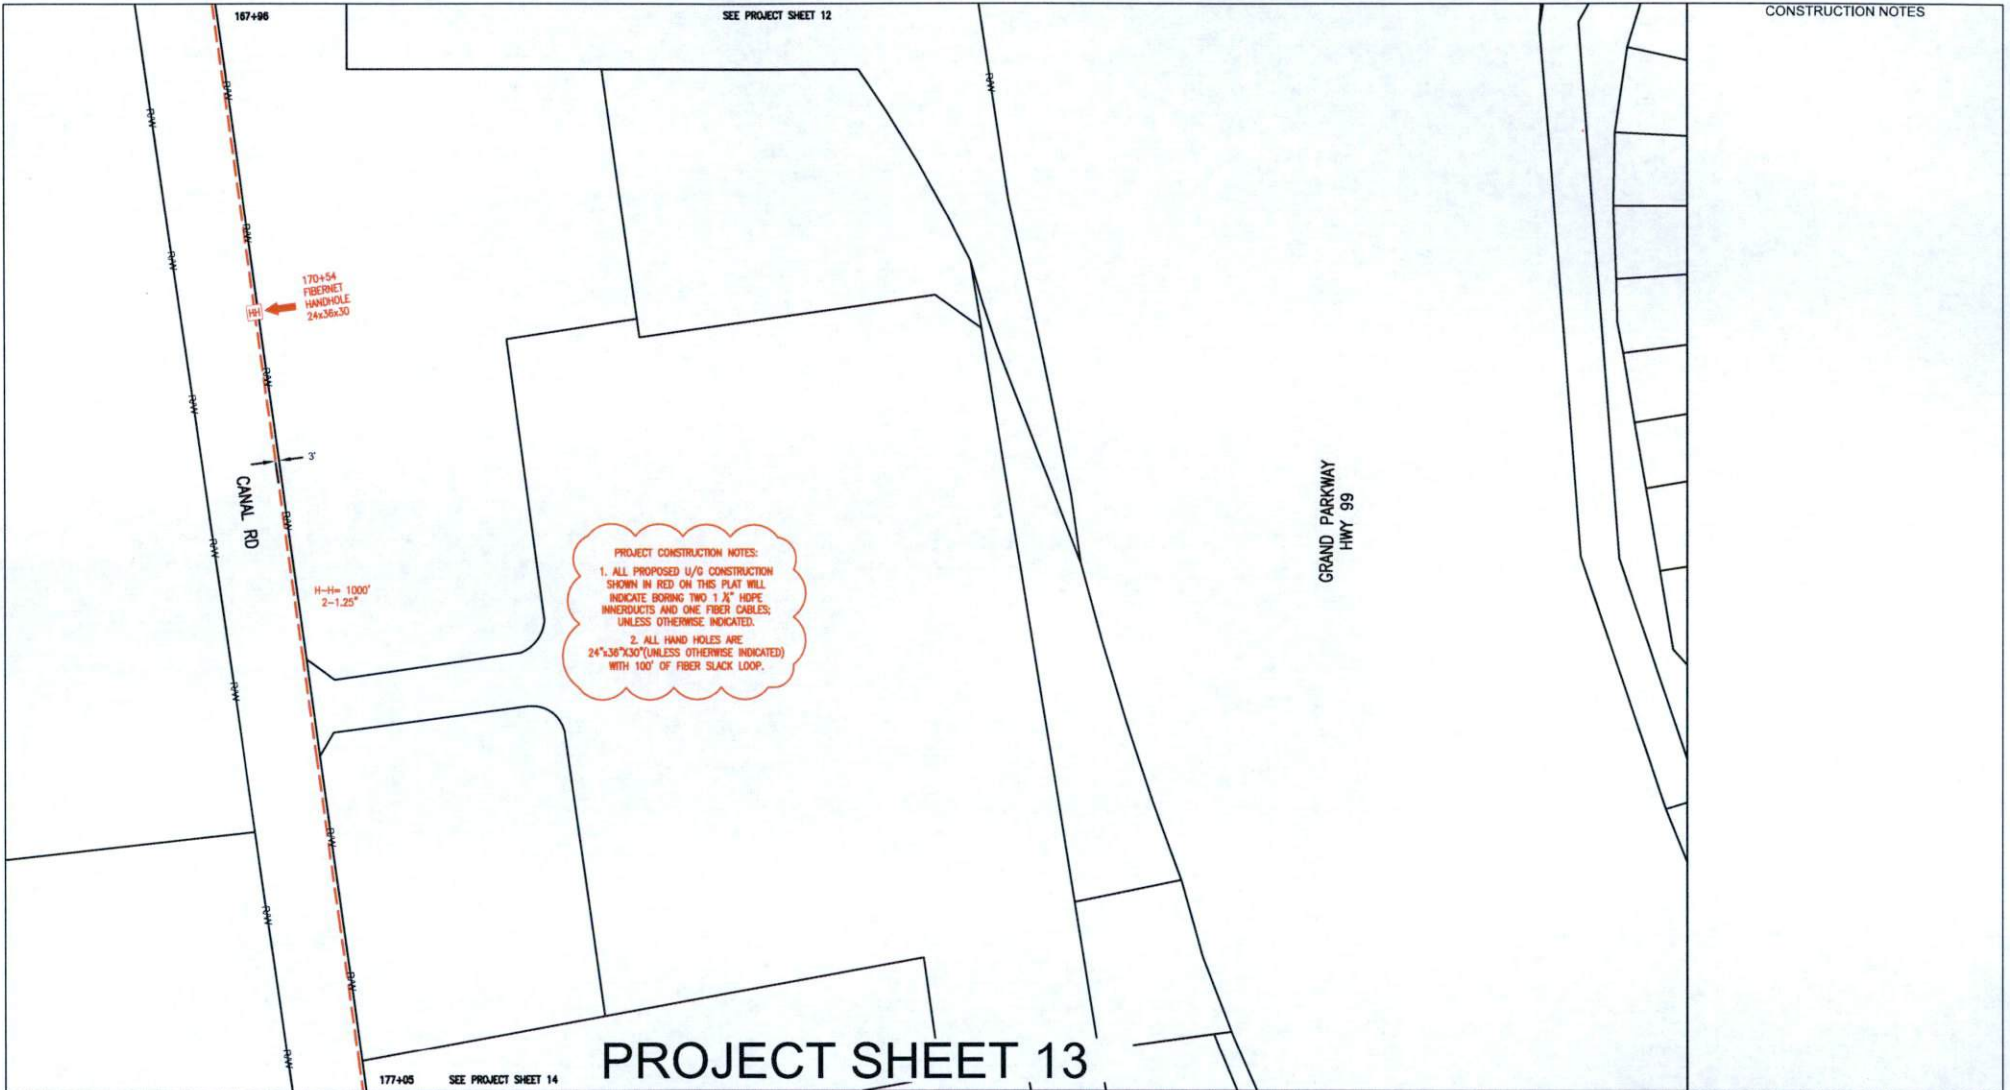 167+96
SEE PROJECT SHEET 12
CONSTRUCTION NOTES
R/W
R/W
R/W
R/W
R/W
170+54
FIBERNET
HANDHOLE
24x36x30
HH
R/W
R/W
3'
CANAL RD
R/W
R/W
GRAND PARKWAY
HWY 99
H-H= 1000'
2-1.25"
PROJECT CONSTRUCTION NOTES:
1. ALL PROPOSED U/G CONSTRUCTION
SHOWN IN RED ON THIS PLAT WILL
INDICATE BORING TWO 1 ¼" HDPE
INNERDUCTS AND ONE FIBER CABLES;
UNLESS OTHERWISE INDICATED.
2. ALL HAND HOLES ARE
24"x36"X30"(UNLESS OTHERWISE INDICATED)
WITH 100' OF FIBER SLACK LOOP.
R/W
R/W
R/W
R/W
R/W
177+05
SEE PROJECT SHEET 14
PROJECT SHEET 13